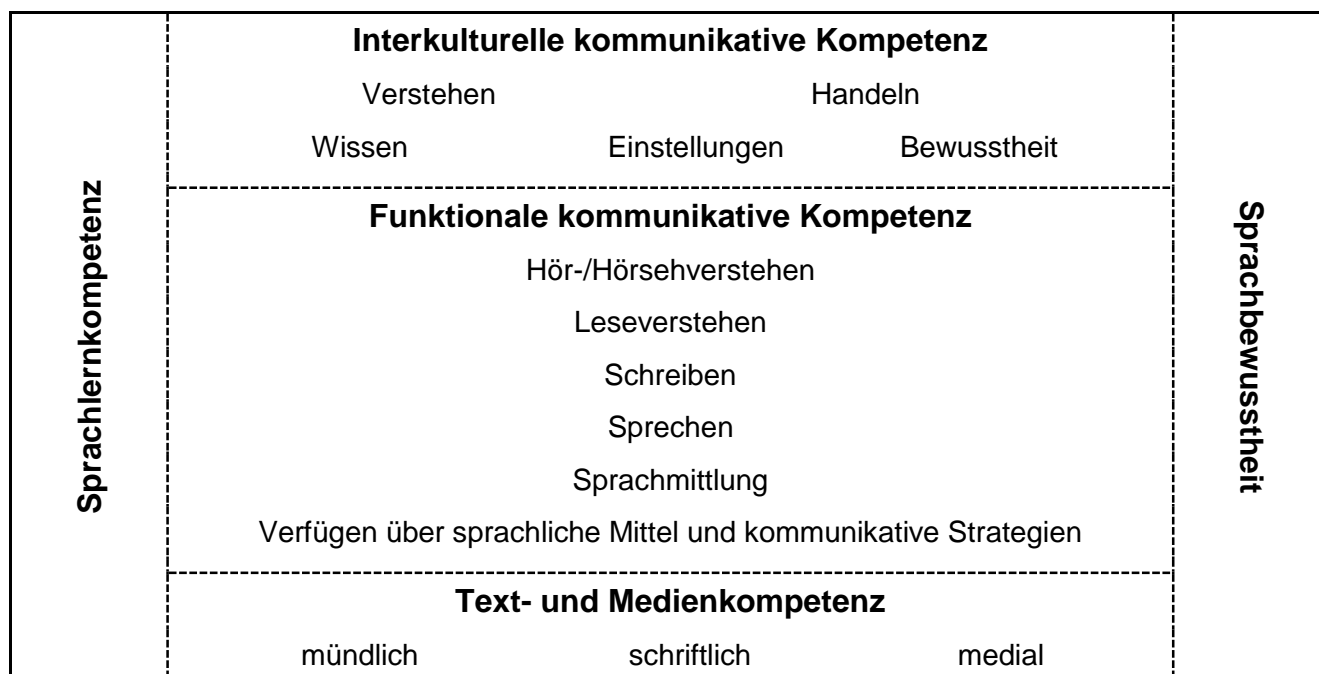 Sprachlernkompetenz
Interkulturelle kommunikative Kompetenz
Verstehen Handeln
Wissen Einstellungen Bewusstheit
Funktionale kommunikative Kompetenz
Hör-/Hörsehverstehen
Leseverstehen
Schreiben
Sprechen
Sprachmittlung
Verfügen über sprachliche Mittel und kommunikative Strategien
Text- und Medienkompetenz
mündlich schriftlich medial
Sprachbewusstheit